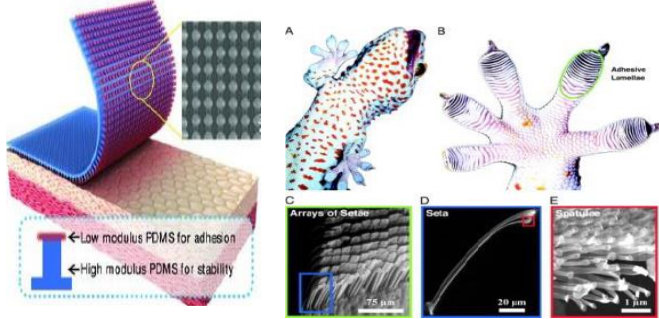 Low modulus PDMS for adhesion
High modulus PDMS for stability
A
B
Adhesive
Lamellae
C
Arrays of Setae
75 µm
D
Seta
20 µm
E
Spatulae
1 µm